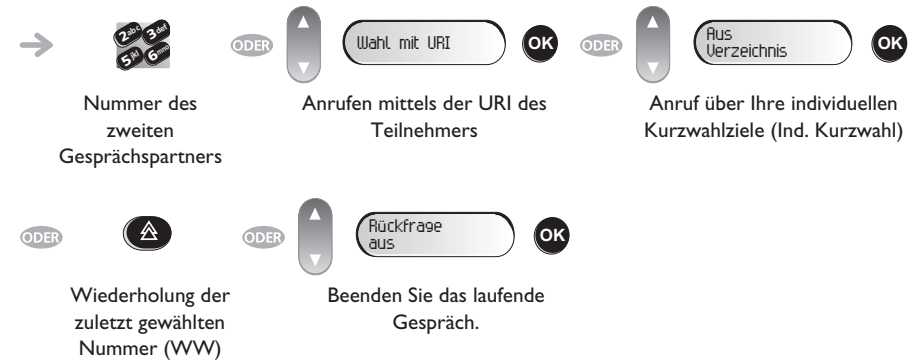 2abc 3def
5jkl 6mno
ODER
Wahl mit URI
OK
ODER
Aus
Verzeichnis
OK
Nummer des
zweiten
Gesprächspartners
Anrufen mittels der URI des
Teilnehmers
Anruf über Ihre individuellen
Kurzwahlziele (Ind. Kurzwahl)
ODER
ODER
Rückfrage
aus
OK
Wiederholung der
zuletzt gewählten
Nummer (WW)
Beenden Sie das laufende
Gespräch.